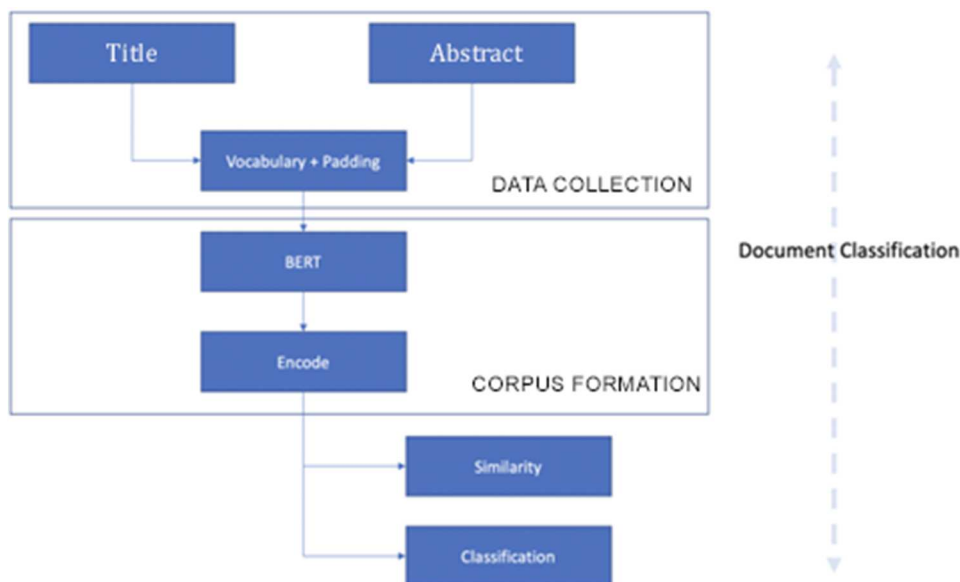 Title
Abstract
Vocabulary + Padding
DATA COLLECTION
BERT
Document Classification
Encode
CORPUS FORMATION
Similarity
Classification